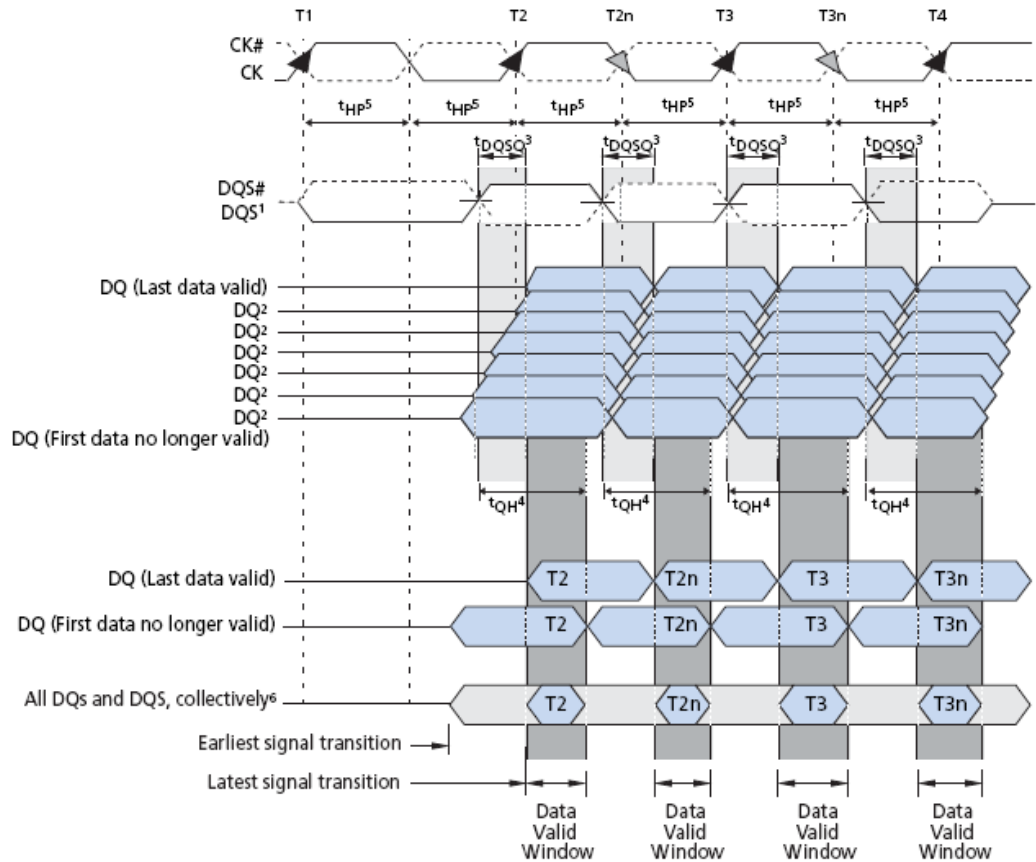 T1 T2 T2n T3 T3n T4
CK#
CK
tHP⁵ tHP⁵ tHP⁵ tHP⁵ tHP⁵ tHP⁵
tDQSQ³ tDQSQ³ tDQSQ³ tDQSQ³
DQS#
DQS¹
DQ (Last data valid)
DQ²
DQ²
DQ²
DQ²
DQ²
DQ²
DQ (First data no longer valid)
tQH⁴ tQH⁴ tQH⁴ tQH⁴
DQ (Last data valid) T2 T2n T3 T3n
DQ (First data no longer valid) T2 T2n T3 T3n
All DQs and DQS, collectively⁶ T2 T2n T3 T3n
Earliest signal transition
Latest signal transition
Data Data Data Data
Valid Valid Valid Valid
Window Window Window Window